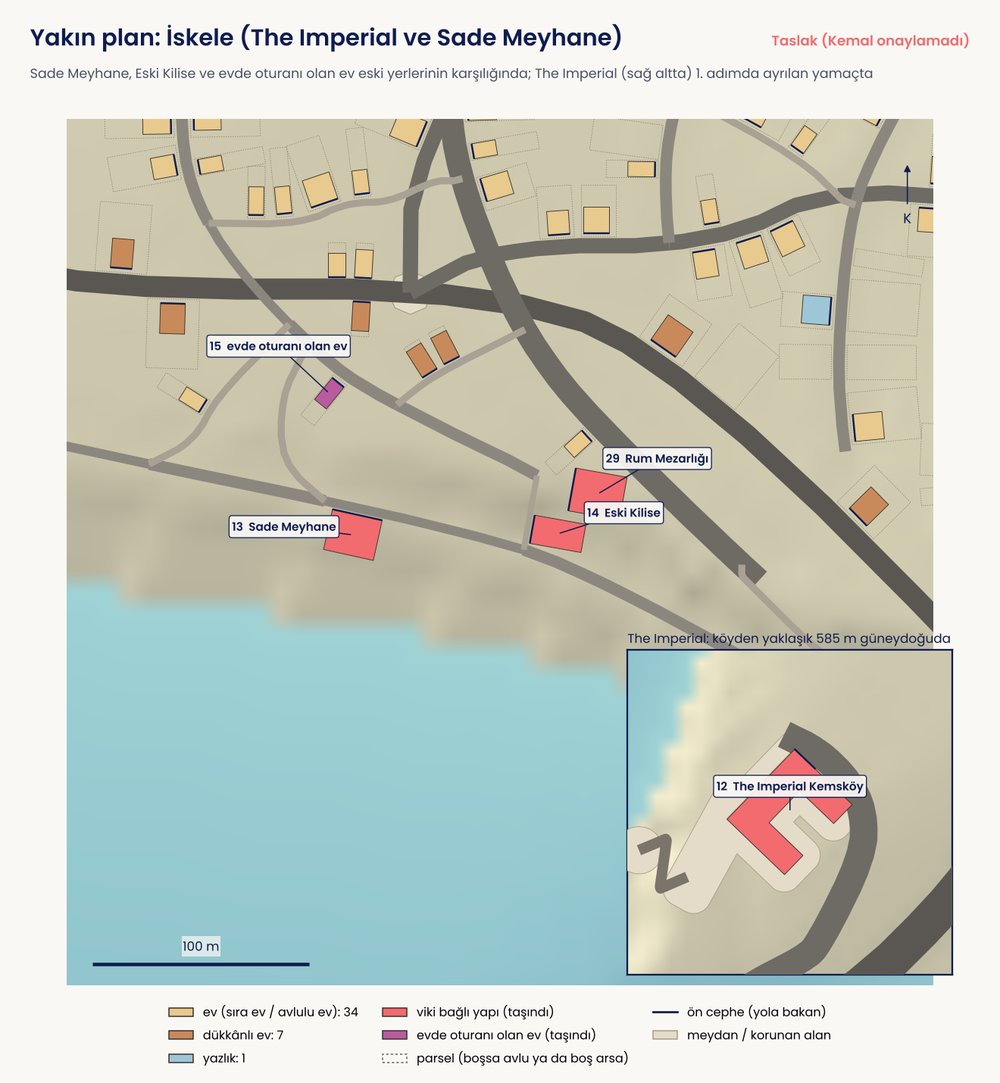 Yakın plan: İskele (The Imperial ve Sade Meyhane)
Taslak (Kemal onaylamadı)
Sade Meyhane, Eski Kilise ve evde oturanı olan ev eski yerlerinin karşılığında; The Imperial (sağ altta) 1. adımda ayrılan yamaçta
K
15 evde oturanı olan ev
29 Rum Mezarlığı
14 Eski Kilise
13 Sade Meyhane
The Imperial: köyden yaklaşık 585 m güneydoğuda
12 The Imperial Kemsköy
100 m
ev (sıra ev / avlulu ev): 34
dükkânlı ev: 7
yazlık: 1
viki bağlı yapı (taşındı)
evde oturanı olan ev (taşındı)
parsel (boşsa avlu ya da boş arsa)
ön cephe (yola bakan)
meydan / korunan alan